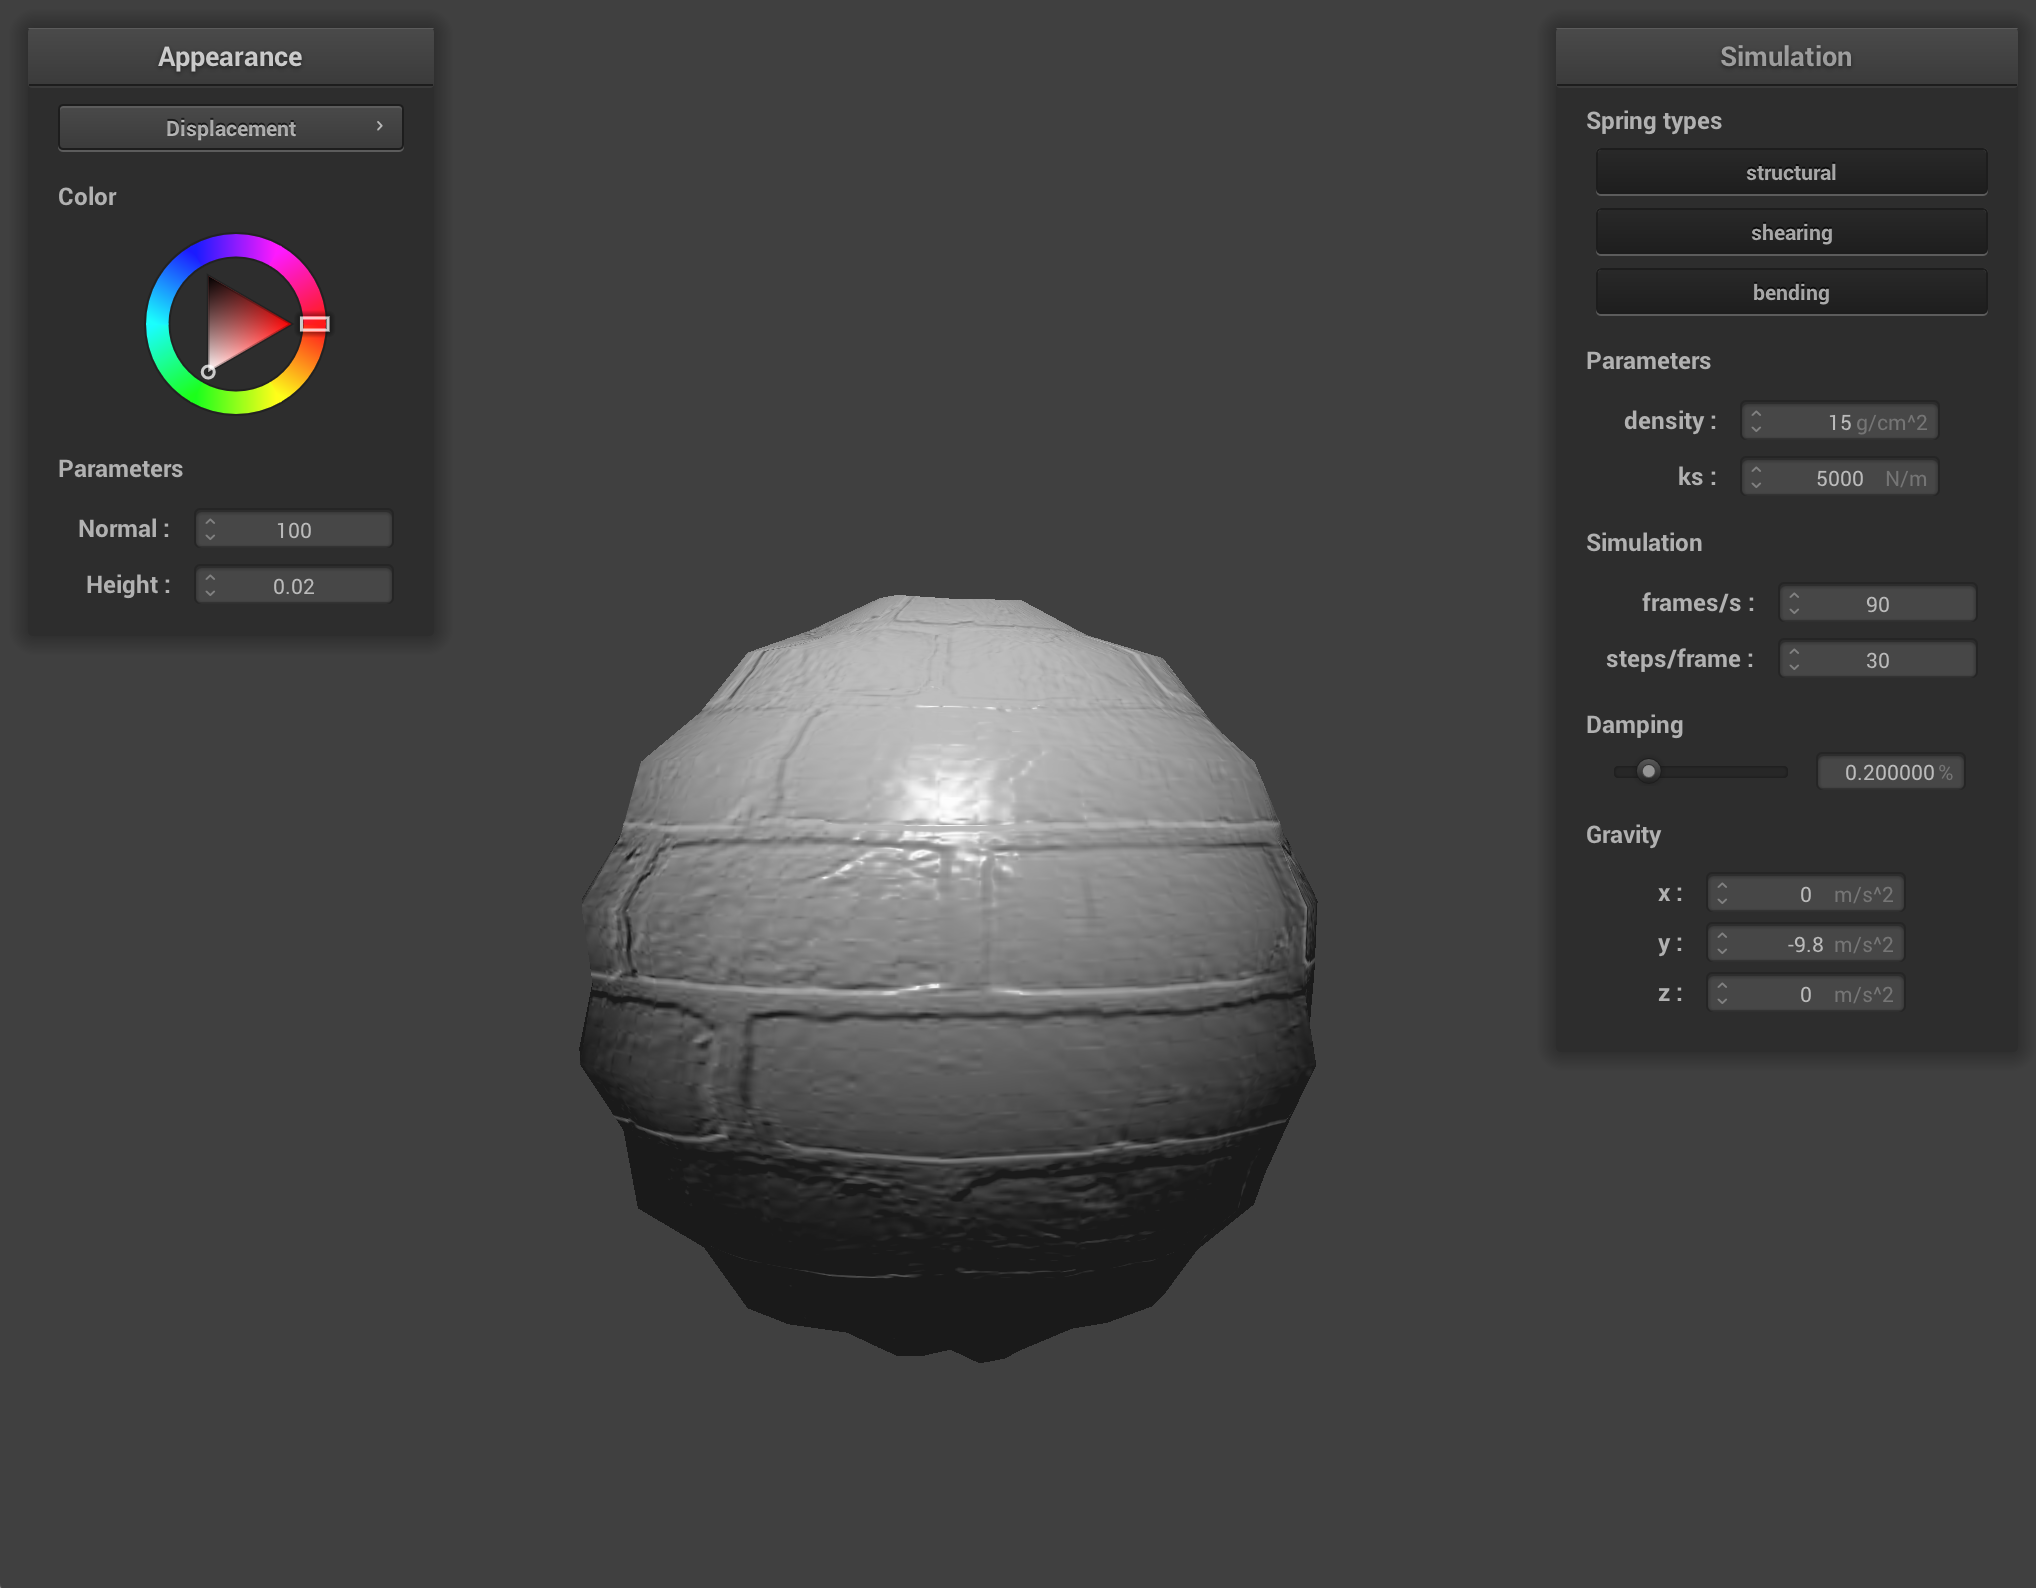 Appearance
Displacement
Color
Parameters
Normal : 100
Height : 0.02
Simulation
Spring types
structural
shearing
bending
Parameters
density : 15 g/cm^2
ks : 5000 N/m
Simulation
frames/s : 90
steps/frame : 30
Damping
0.200000 %
Gravity
x : 0 m/s^2
y : -9.8 m/s^2
z : 0 m/s^2